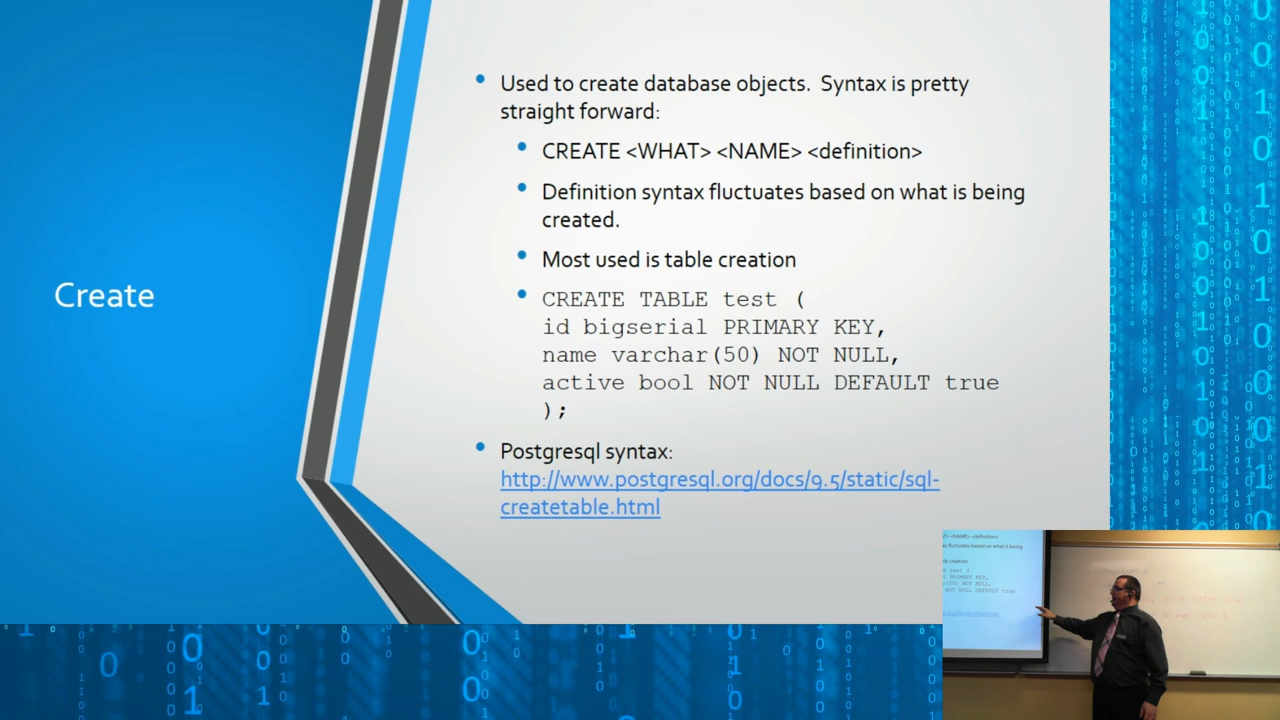 Create
Used to create database objects.  Syntax is pretty
straight forward:
CREATE <WHAT> <NAME> <definition>
Definition syntax fluctuates based on what is being
created.
Most used is table creation
CREATE TABLE test (
id bigserial PRIMARY KEY,
name varchar(50) NOT NULL,
active bool NOT NULL DEFAULT true
);
Postgresql syntax:
http://www.postgresql.org/docs/9.5/static/sql-
createtable.html